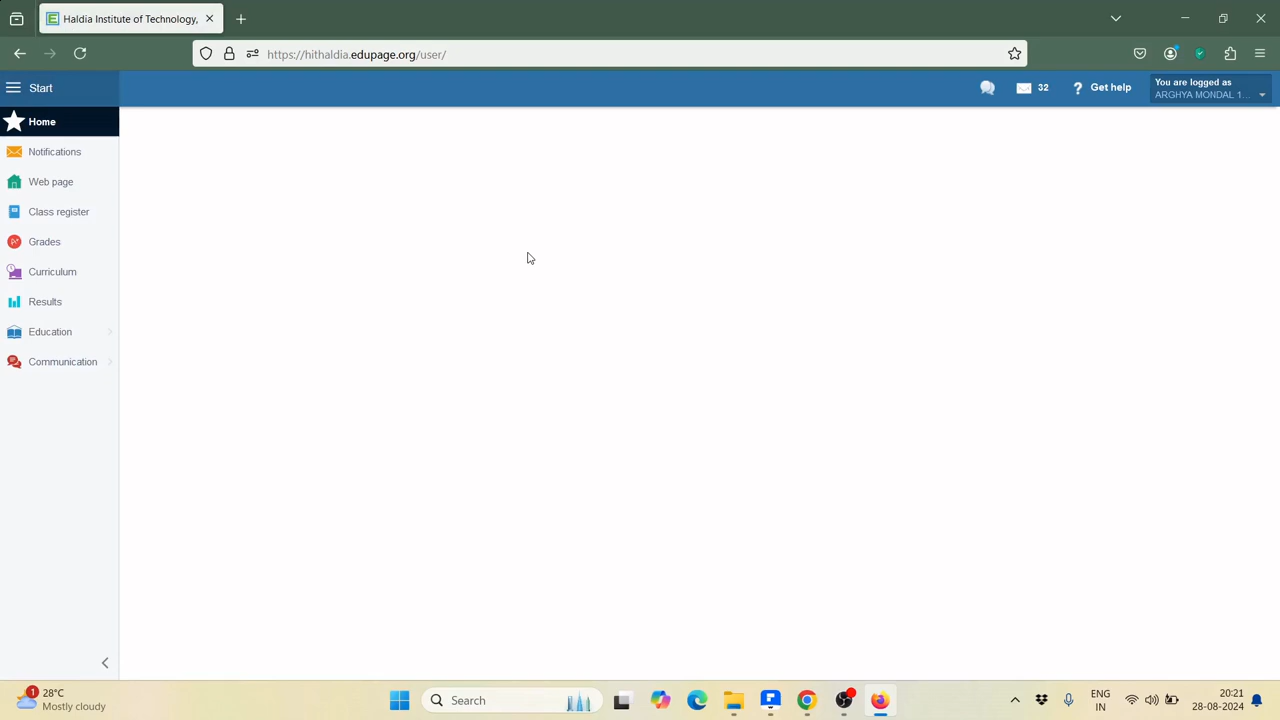 Haldia Institute of Technology,
https://hithaldia.edupage.org/user/
Start
32
Get help
You are logged as
ARGHYA MONDAL 1...
Home
Notifications
Web page
Class register
Grades
Curriculum
Results
Education
Communication
1
28°C
Mostly cloudy
Search
ENG
IN
20:21
28-08-2024